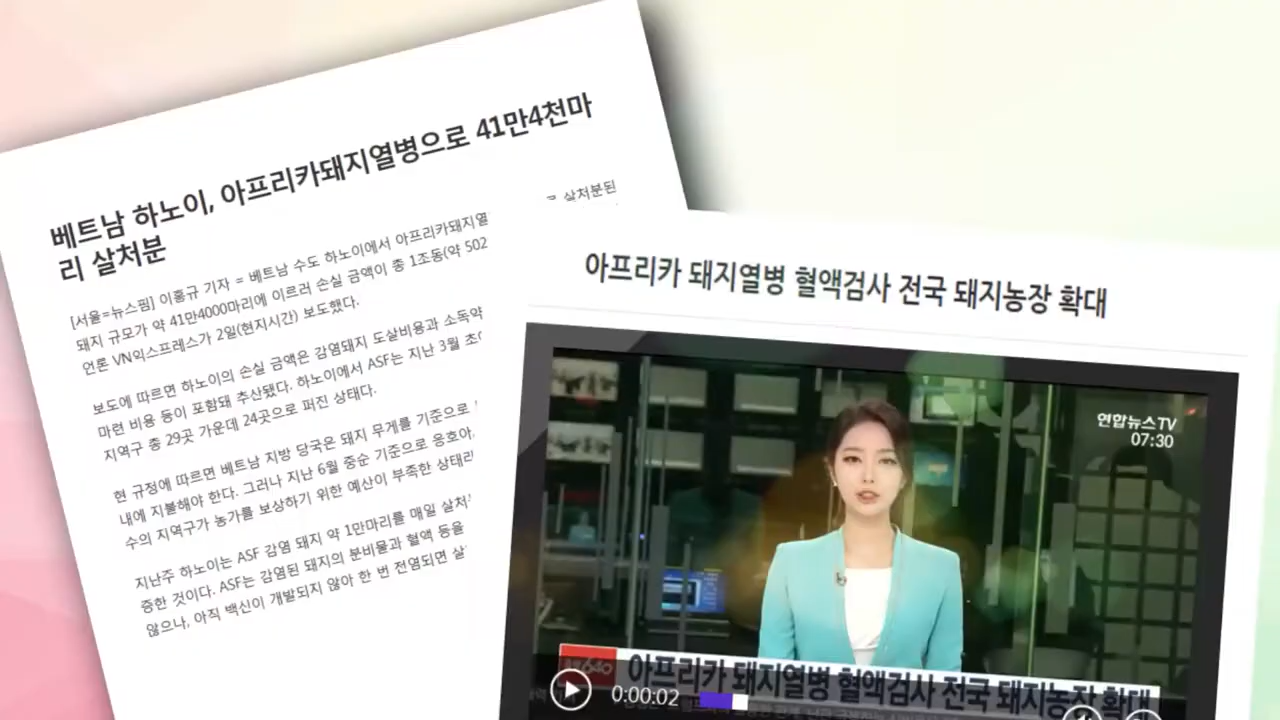 베트남 하노이, 아프리카돼지열병으로 41만4천마
리 살처분
[서울=뉴스핌] 이홍규 기자 = 베트남 수도 하노이에서 아프리카돼지열 살처분된
돼지 규모가 약 41만4000마리에 이르러 손실 금액이 총 1조동(약 502
언론 VN익스프레스가 2일(현지시간) 보도했다.
보도에 따르면 하노이의 손실 금액은 감염돼지 도살비용과 소독약
마련 비용 등이 포함돼 추산됐다. 하노이에서 ASF는 지난 3월 초
지역구 총 29곳 가운데 24곳으로 퍼진 상태다.
현 규정에 따르면 베트남 지방 당국은 돼지 무게를 기준으로
내에 지불해야 한다. 그러나 지난 6월 중순 기준으로 응호아,
수의 지역구가 농가를 보상하기 위한 예산이 부족한 상태라
지난주 하노이는 ASF 감염 돼지 약 1만마리를 매일 살처
증한 것이다. ASF는 감염된 돼지의 분비물과 혈액 등을
않으나, 아직 백신이 개발되지 않아 한 번 전염되면 살
아프리카 돼지열병 혈액검사 전국 돼지농장 확대
연합뉴스TV
07:30
아프리카 돼지열병 혈액검사 전국 돼지농장 확대
0:00:02